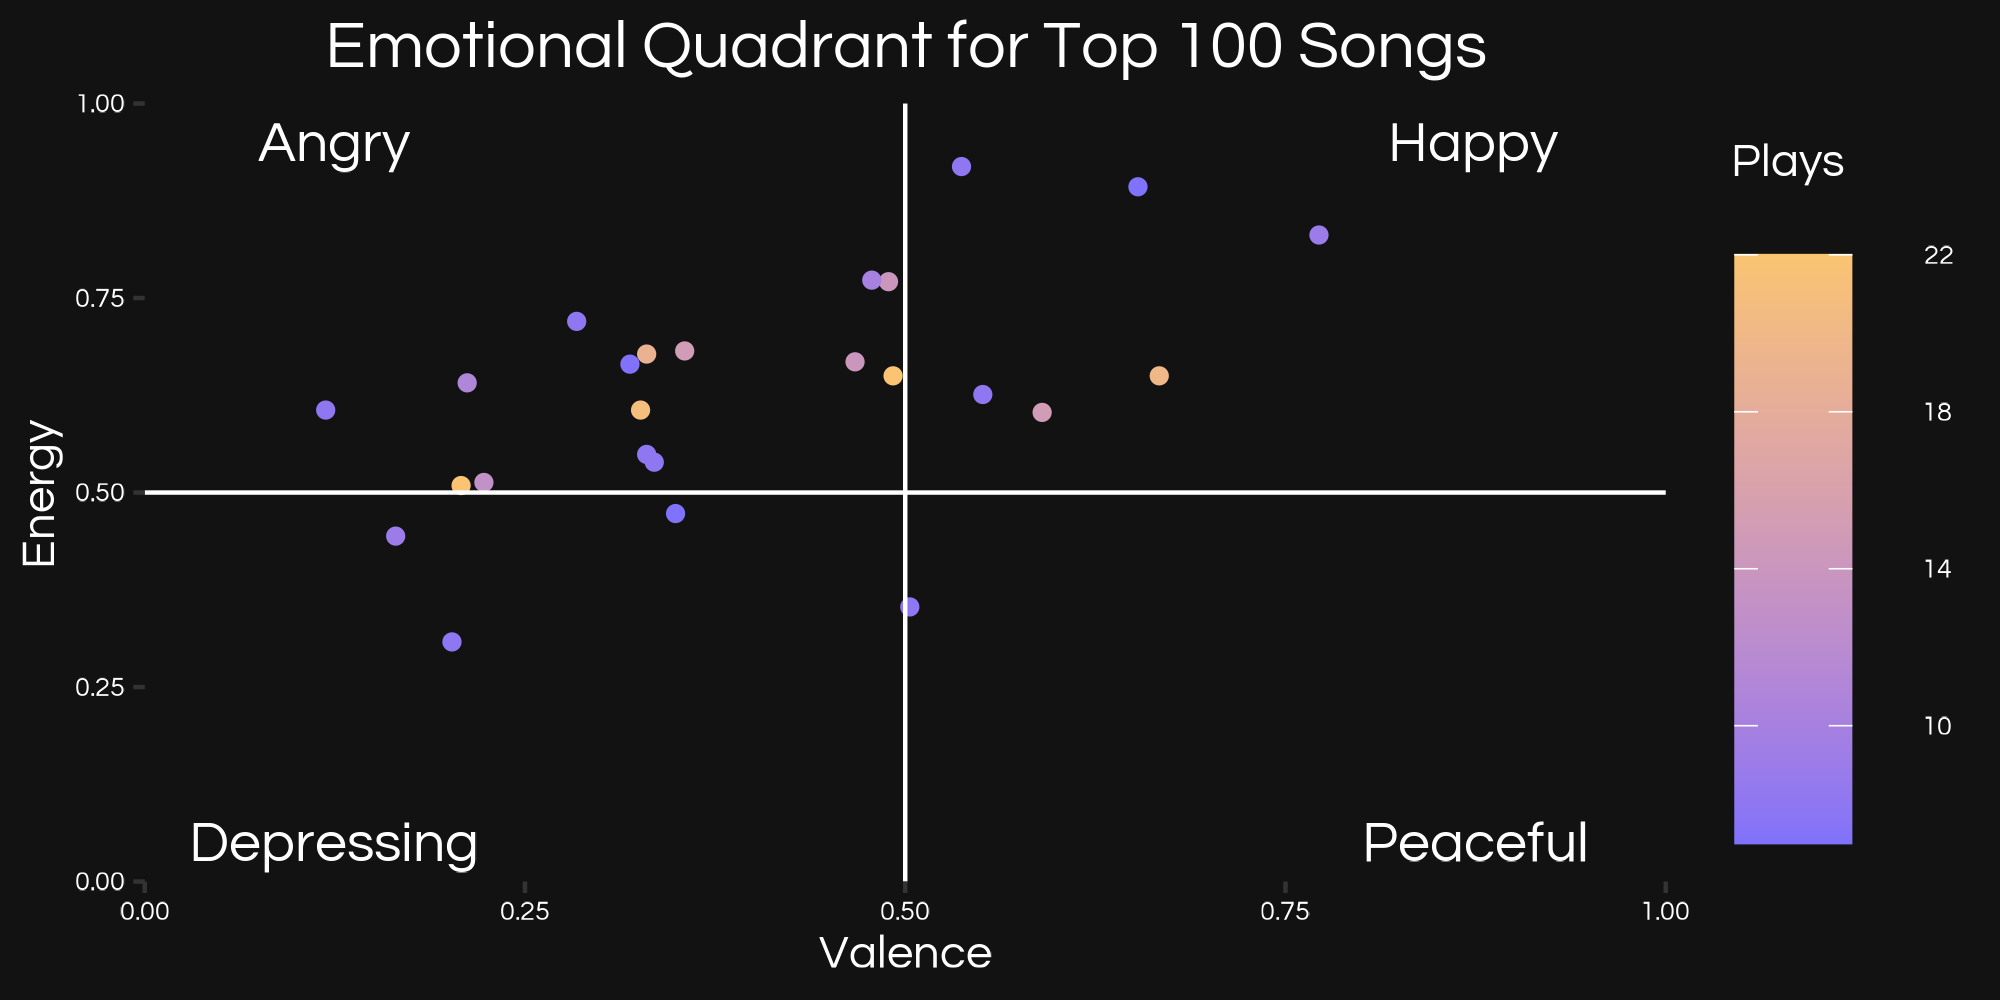 Emotional Quadrant for Top 100 Songs
Angry
Happy
Depressing
Peaceful
Energy
1.00
0.75
0.50
0.25
0.00
0.00
0.25
0.50
0.75
1.00
Valence
Plays
22
18
14
10